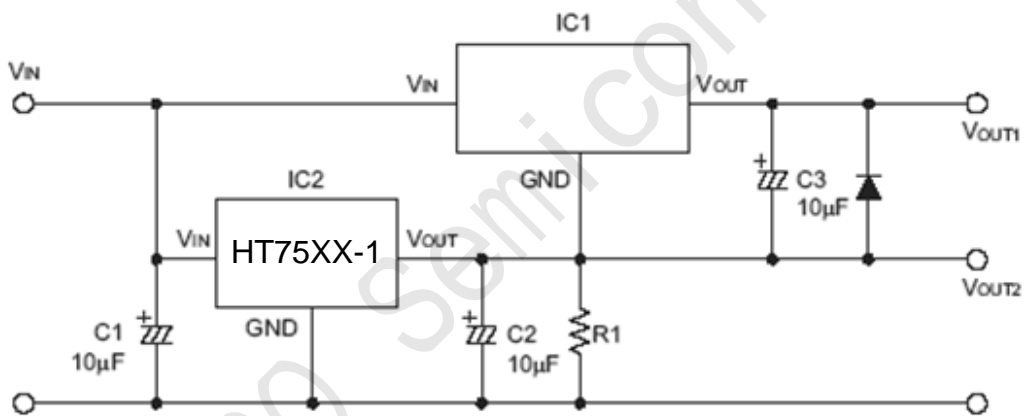 IC1
VIN
VIN
VOUT
VOUT1
GND
C3
10μF
IC2
VIN
HT75XX-1
VOUT
VOUT2
GND
C1
10μF
C2
10μF
R1
Semicon